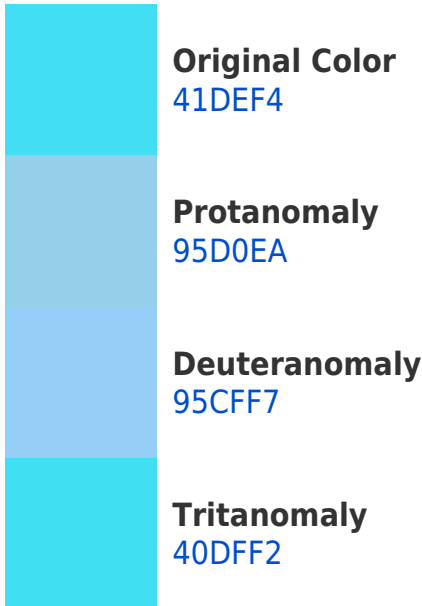 Original Color
41DEF4
Protanomaly
95D0EA
Deuteranomaly
95CFF7
Tritanomaly
40DFF2